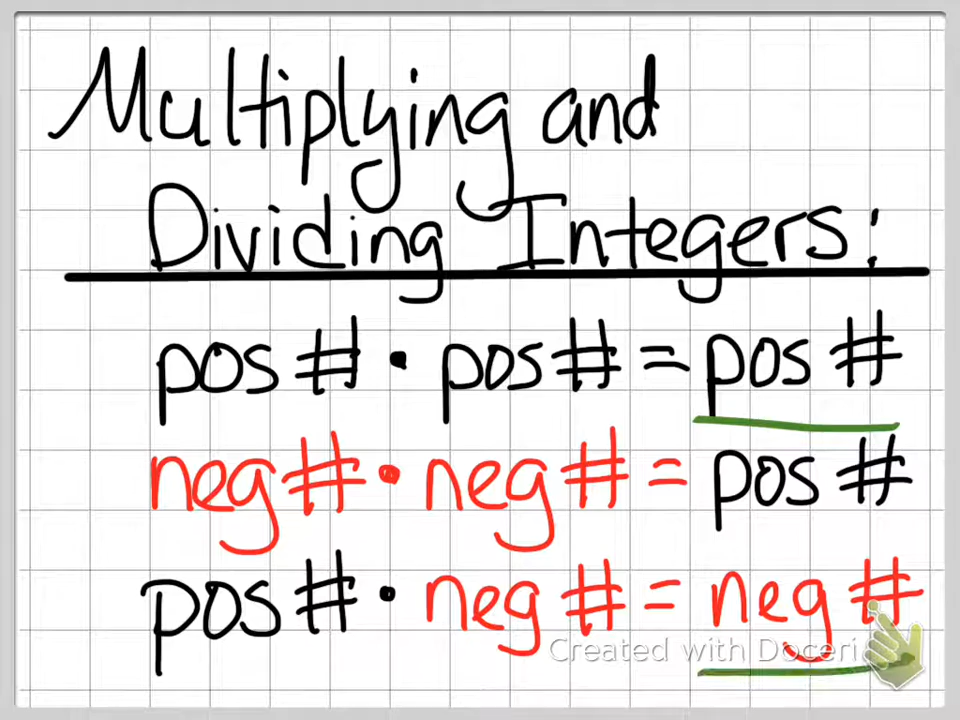 Multiplying and
Dividing Integers:
pos # · pos # = pos #
neg # · neg # = pos #
pos # · neg # = neg #
Created with Doceri